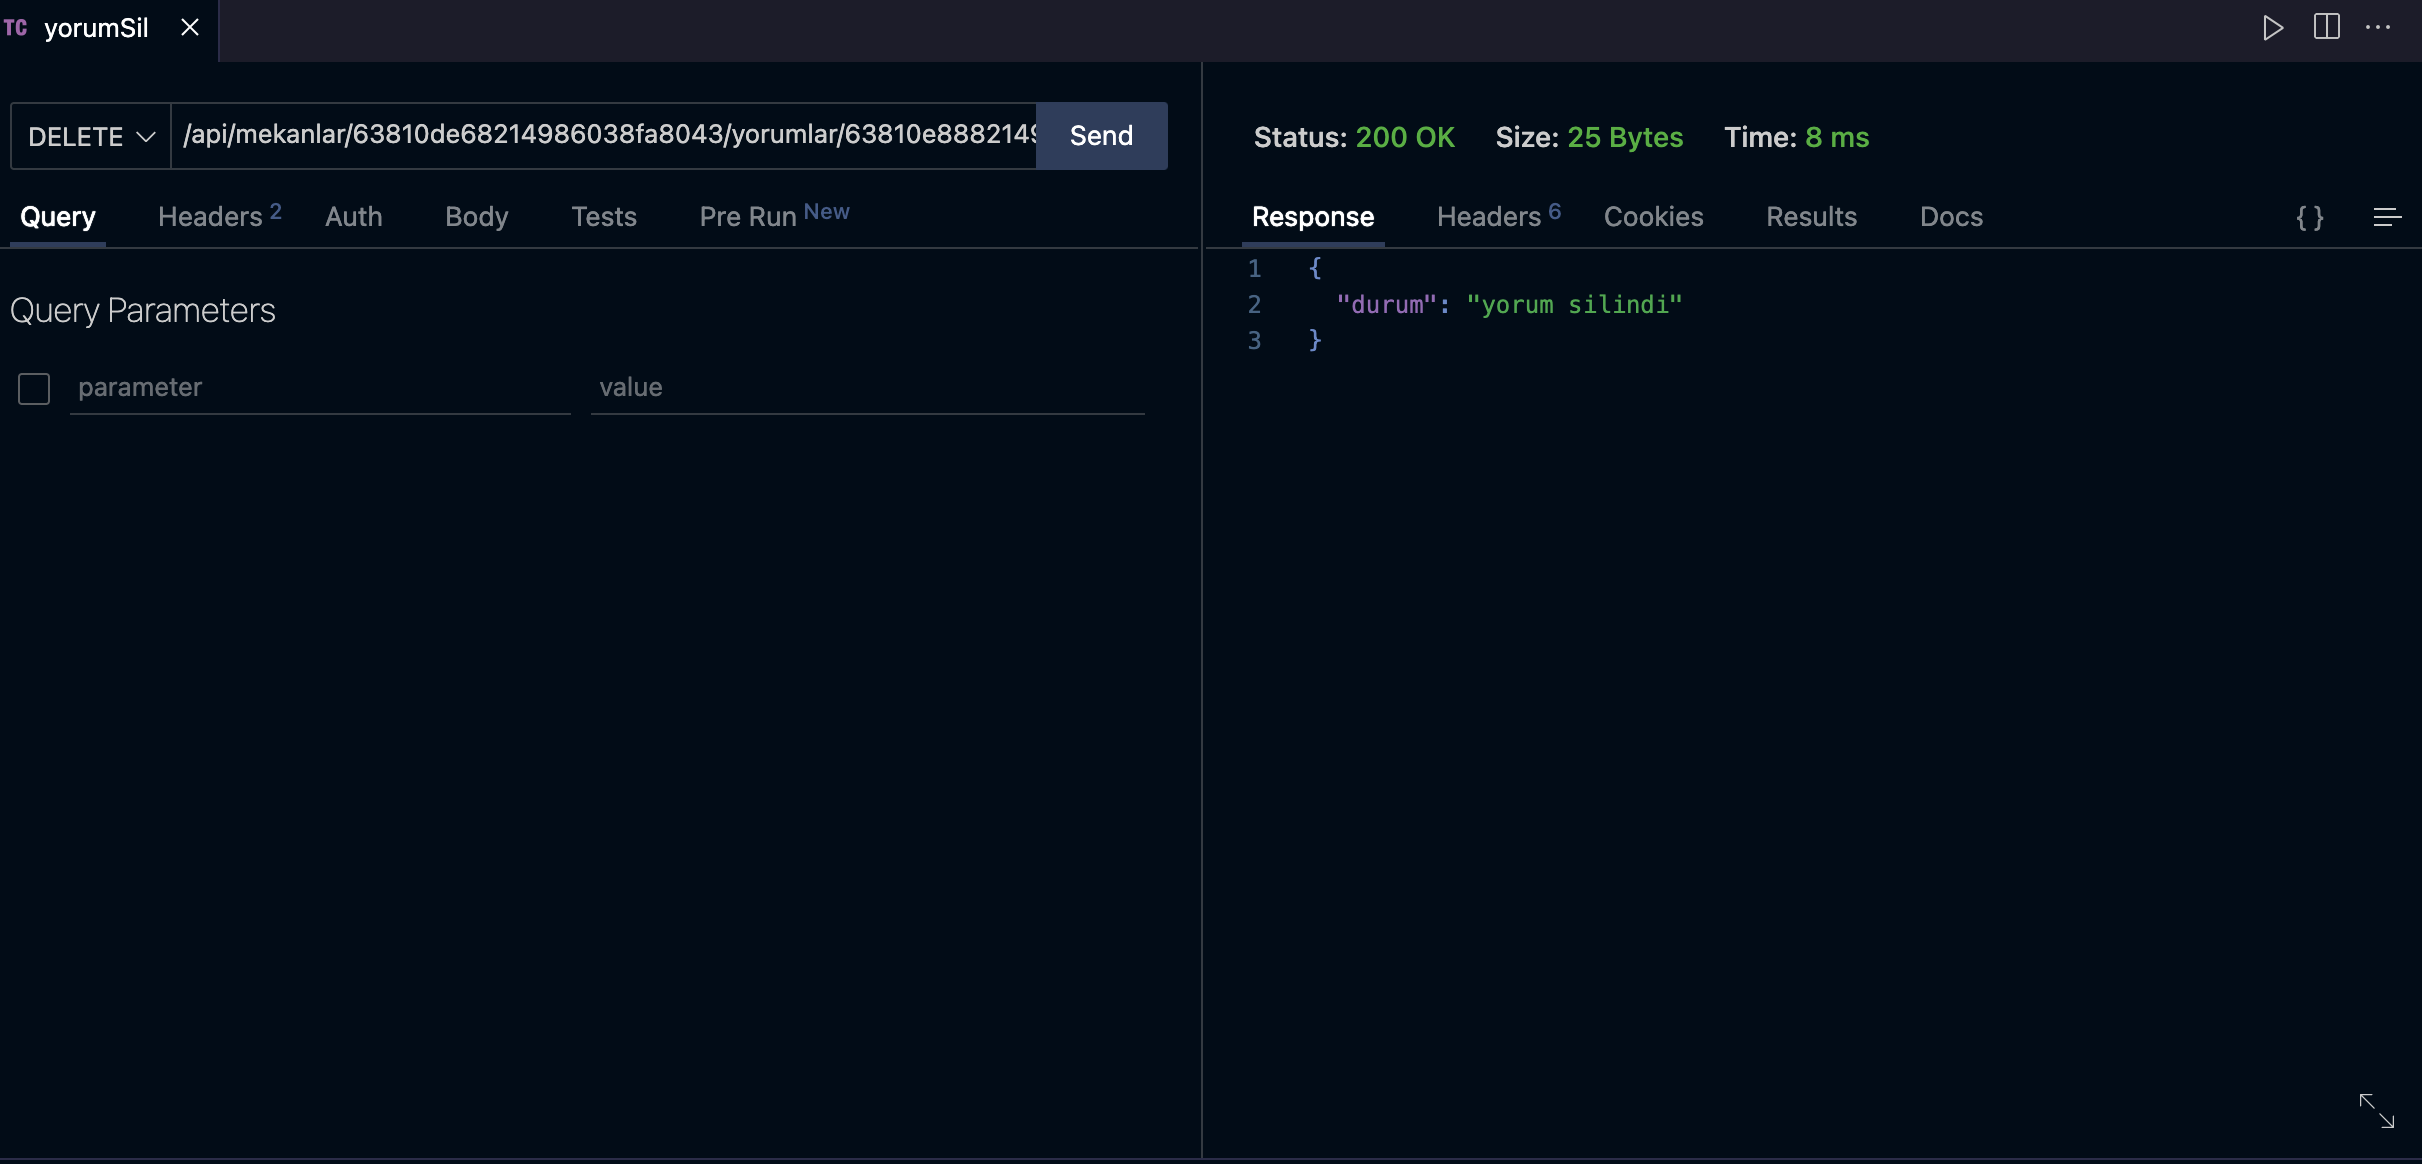 TC yorumSil
DELETE /api/mekanlar/63810de68214986038fa8043/yorumlar/63810e888214 Send
Status: 200 OK Size: 25 Bytes Time: 8 ms
Query Headers 2 Auth Body Tests Pre Run New
Response Headers 6 Cookies Results Docs {}
Query Parameters
parameter value
1 {
2 "durum": "yorum silindi"
3 }